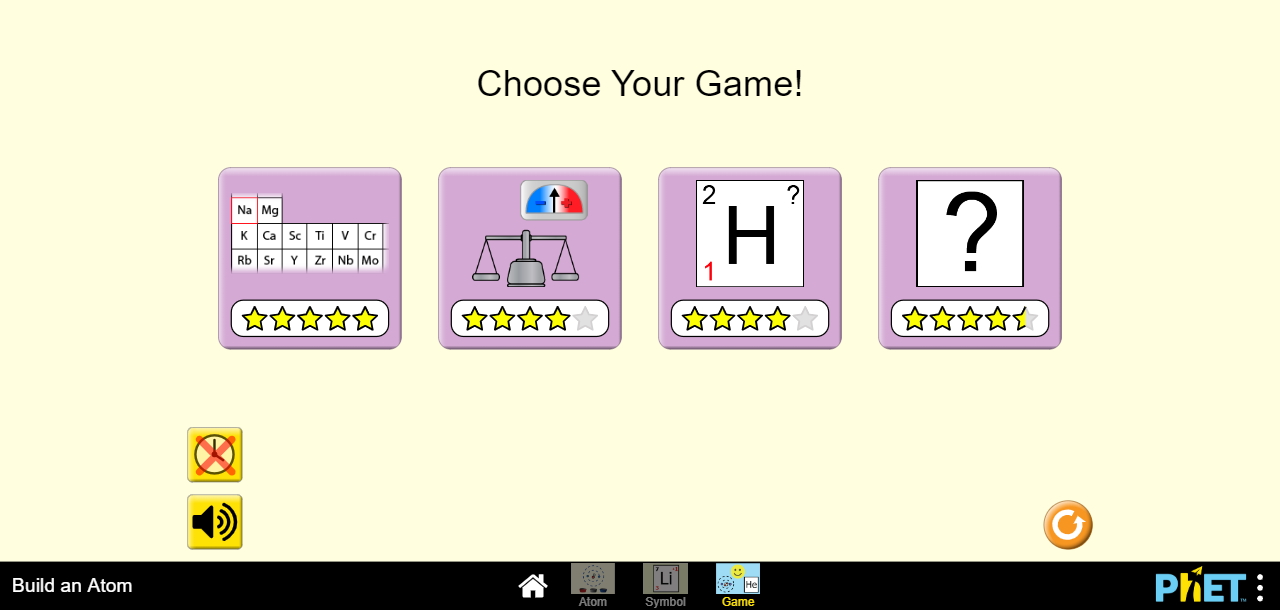 Choose Your Game!
Na Mg
K Ca Sc Ti V Cr
Rb Sr Y Zr Nb Mo
- +
2 ?
H
1
?
Build an Atom
Atom
Li
Symbol
He
Game
PhET